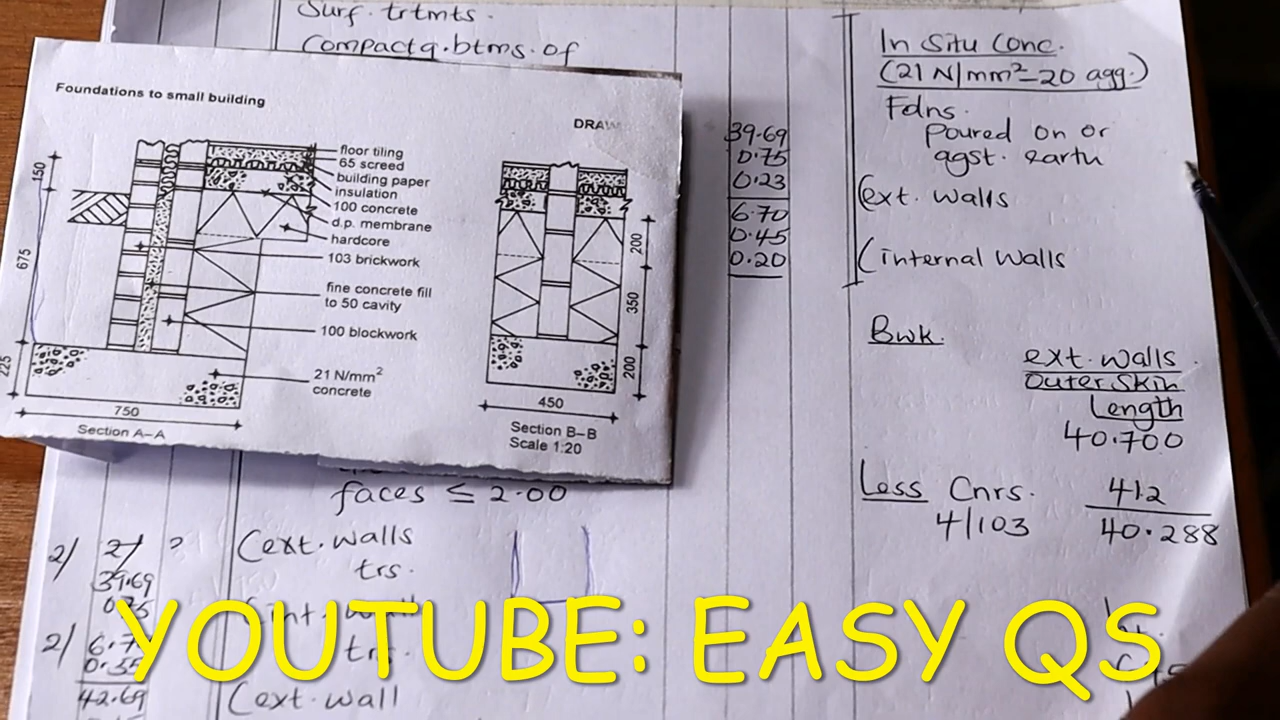 Surf. trtmts.
Compactg. btms. of
Foundations to small building
floor tiling
65 screed
building paper
insulation
100 concrete
d.p. membrane
hardcore
103 brickwork
fine concrete fill
to 50 cavity
100 blockwork
21 N/mm²
concrete
150
675
225
750
Section A–A
200
350
200
450
Section B–B
Scale 1:20
faces ≤ 2.00
2/ 2/ ?
39.69
(ext. walls
trs.
2/
trs.
42.69
(ext. wall
39.69
0.75
0.23
6.70
0.45
0.20
In Situ Conc.
(21 N/mm²-20 agg.)
Fdns.
poured on or
agst. earth
(ext. walls
(internal walls
Bwk.
ext. walls
Outer Skin
Length
40.700
Less Cnrs.
4/103
412
40.288
YOUTUBE: EASY QS